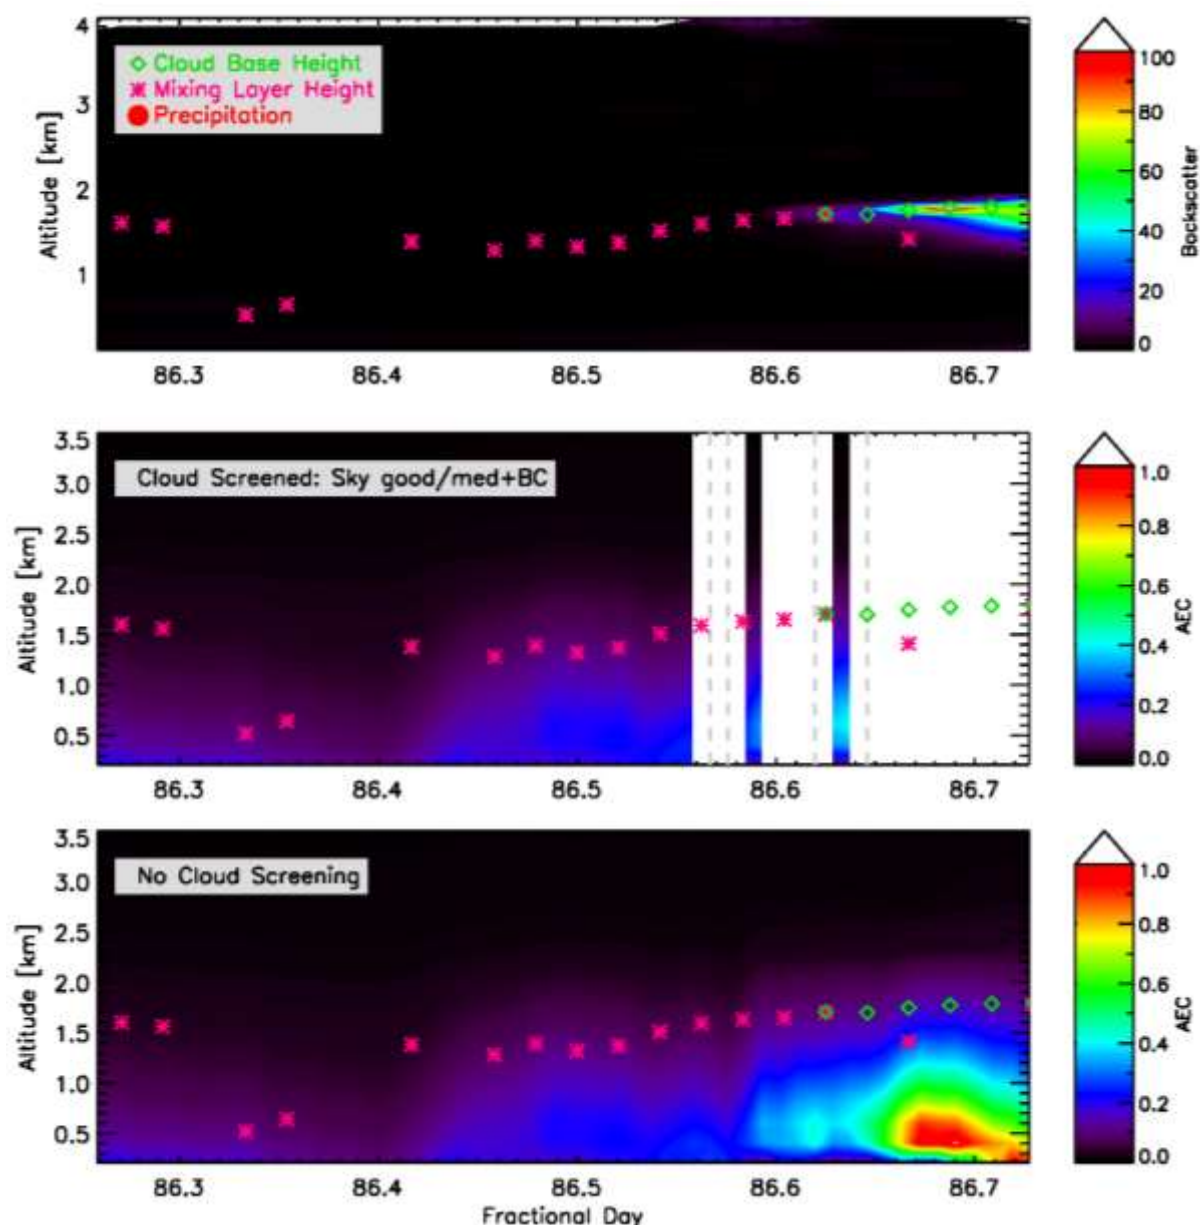 4
3
2
1
Altitude [km]
Cloud Base Height
Mixing Layer Height
Precipitation
86.3 86.4 86.5 86.6 86.7
100
80
60
40
20
0
Backscatter
3.5
3.0
2.5
2.0
1.5
1.0
0.5
Altitude [km]
Cloud Screened: Sky good/med+BC
86.3 86.4 86.5 86.6 86.7
1.0
0.8
0.6
0.4
0.2
0.0
AEC
3.5
3.0
2.5
2.0
1.5
1.0
0.5
Altitude [km]
No Cloud Screening
86.3 86.4 86.5 86.6 86.7
Fractional Day
1.0
0.8
0.6
0.4
0.2
0.0
AEC